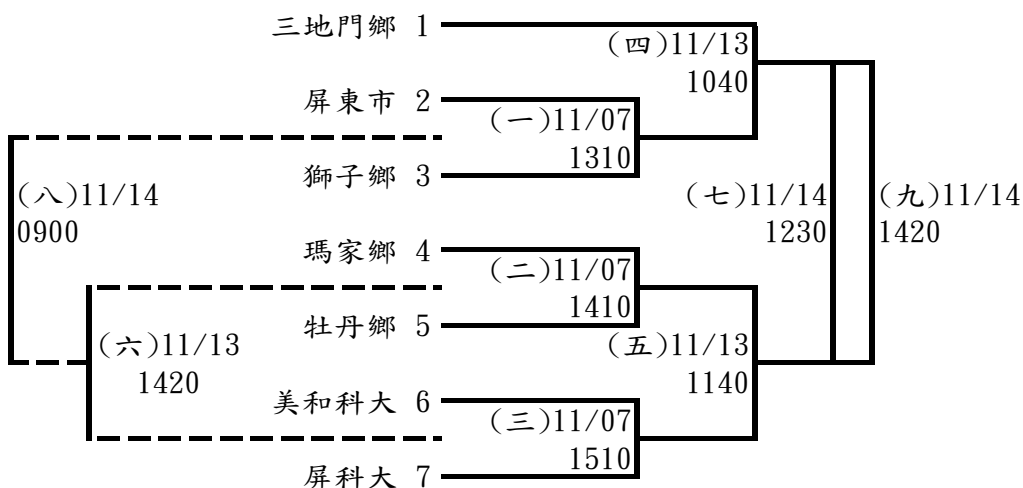 三地門鄉 1
(四)11/13
1040
屏東市 2
(一)11/07
1310
獅子鄉 3
(八)11/14
0900
(七)11/14
1230
(九)11/14
1420
瑪家鄉 4
(二)11/07
1410
牡丹鄉 5
(六)11/13
1420
(五)11/13
1140
美和科大 6
(三)11/07
1510
屏科大 7